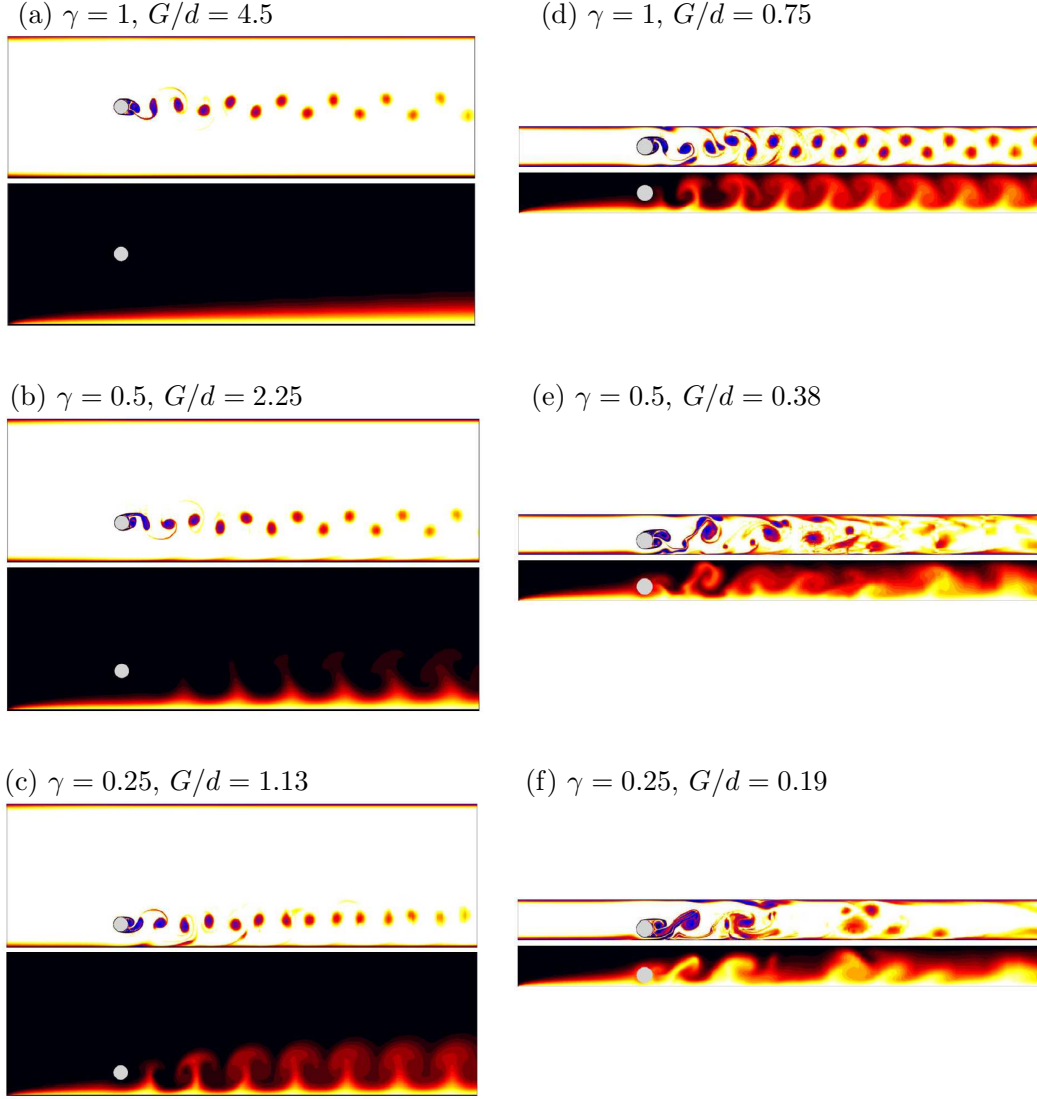 (a) γ = 1, G/d = 4.5
(d) γ = 1, G/d = 0.75
(b) γ = 0.5, G/d = 2.25
(e) γ = 0.5, G/d = 0.38
(c) γ = 0.25, G/d = 1.13
(f) γ = 0.25, G/d = 0.19